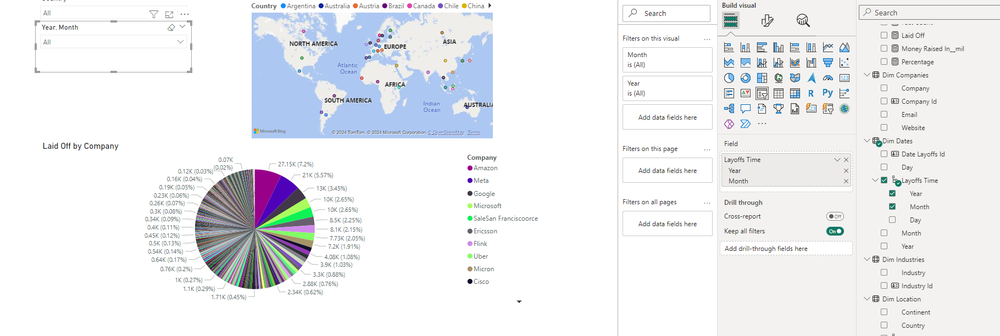 Country
All
Year, Month
All
Country Argentina Australia Austria Brazil Canada Chile China
NORTH AMERICA
EUROPE
ASIA
Atlantic
Ocean
AFRICA
SOUTH AMERICA
Indian
Ocean
AUSTRALIA
Microsoft Bing
© 2024 TomTom, © 2024 Microsoft Corporation, © OpenStreetMap Terms
Laid Off by Company
0.07K
(0.02%)
0.12K (0.03%)
0.16K (0.04%)
0.19K (0.05%)
0.23K (0.06%)
0.26K (0.07%)
0.3K (0.08%)
0.34K (0.09%)
0.4K (0.11%)
0.45K (0.12%)
0.5K (0.13%)
0.54K (0.14%)
0.64K (0.17%)
0.76K (0.2%)
1K (0.27%)
1.1K (0.29%)
1.71K (0.45%)
27.15K (7.2%)
21K (5.57%)
13K (3.45%)
10K (2.65%)
10K (2.65%)
8.5K (2.25%)
8.1K (2.15%)
7.73K (2.05%)
7.2K (1.91%)
4.08K (1.08%)
3.9K (1.03%)
3.3K (0.88%)
2.88K (0.76%)
2.34K (0.62%)
Company
Amazon
Meta
Google
Microsoft
SaleSan Franciscoorce
Ericsson
Flink
Uber
Micron
Cisco
Search
Filters on this visual ...
Month
is (All)
Year
is (All)
Add data fields here
Filters on this page ...
Add data fields here
Filters on all pages ...
Add data fields here
Build visual
123
R
Py
123
...
Field
Layoffs Time
Year
Month
Drill through
Cross-report Off
Keep all filters On
Add drill-through fields here
Search
Laid Off
Money Raised In__mil
Percentage
Dim Companies
Company
Company Id
Email
Website
Dim Dates
Date Layoffs Id
Day
Layoffs Time
Year
Month
Day
Month
Year
Dim Industries
Industry
Industry Id
Dim Location
Continent
Country